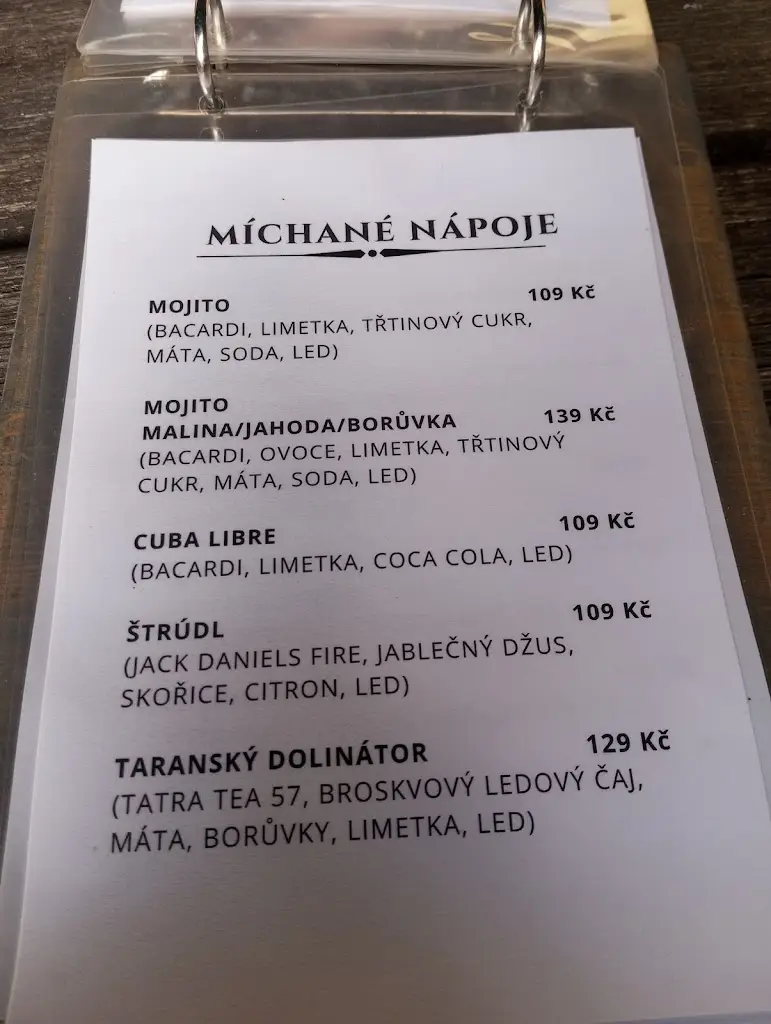 MÍCHANÉ NÁPOJE
MOJITO 109 Kč
(BACARDI, LIMETKA, TŘTINOVÝ CUKR,
MÁTA, SODA, LED)
MOJITO
MALINA/JAHODA/BORŮVKA 139 Kč
(BACARDI, OVOCE, LIMETKA, TŘTINOVÝ
CUKR, MÁTA, SODA, LED)
CUBA LIBRE 109 Kč
(BACARDI, LIMETKA, COCA COLA, LED)
ŠTRÚDL 109 Kč
(JACK DANIELS FIRE, JABLEČNÝ DŽUS,
SKOŘICE, CITRON, LED)
TARANSKÝ DOLINÁTOR 129 Kč
(TATRA TEA 57, BROSKVOVÝ LEDOVÝ ČAJ,
MÁTA, BORŮVKY, LIMETKA, LED)